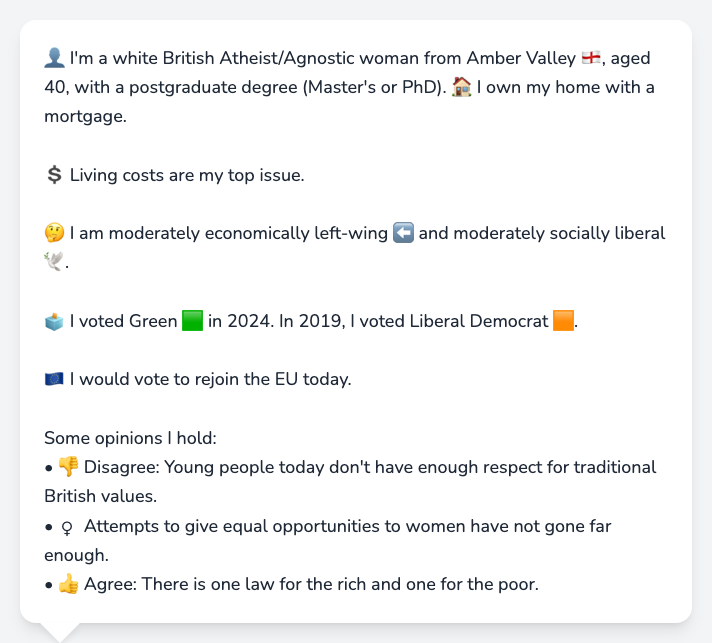 👤 I'm a white British Atheist/Agnostic woman from Amber Valley 🏴󠁧󠁢󠁥󠁮󠁧󠁿, aged
40, with a postgraduate degree (Master's or PhD). 🏠 I own my home with a
mortgage.
💲 Living costs are my top issue.
🤔 I am moderately economically left-wing ⬅️ and moderately socially liberal
🕊️.
🗳️ I voted Green 🟩 in 2024. In 2019, I voted Liberal Democrat 🟧.
🇪🇺 I would vote to rejoin the EU today.
Some opinions I hold:
• 👎 Disagree: Young people today don't have enough respect for traditional
British values.
• ♀ Attempts to give equal opportunities to women have not gone far
enough.
• 👍 Agree: There is one law for the rich and one for the poor.